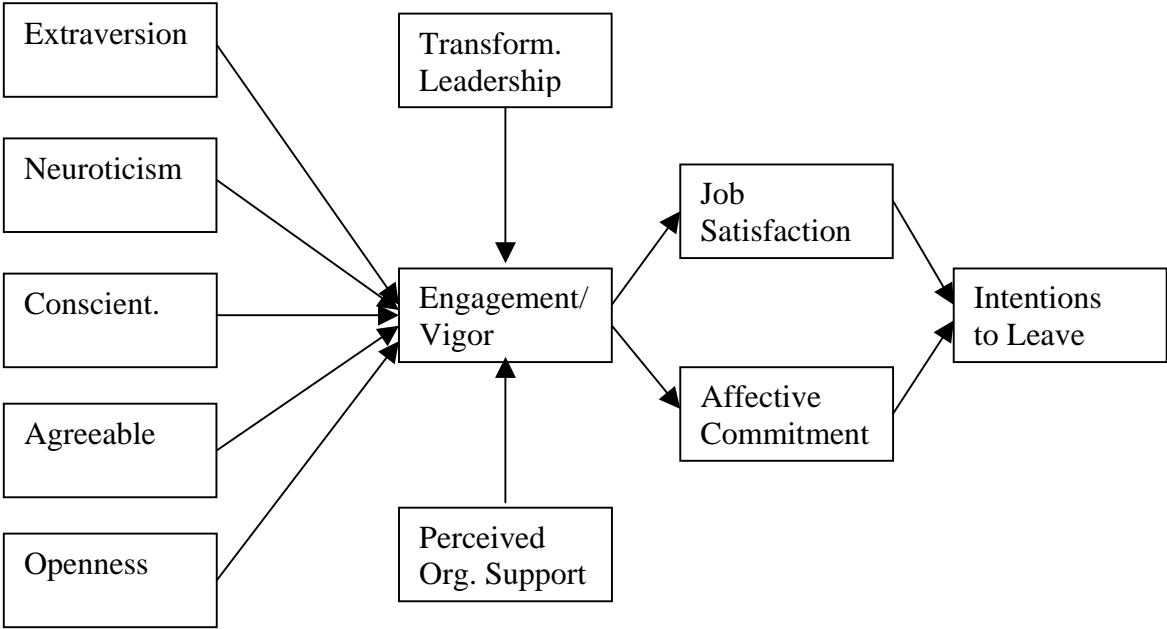 Extraversion
Neuroticism
Conscient.
Agreeable
Openness
Transform.
Leadership
Engagement/
Vigor
Perceived
Org. Support
Job
Satisfaction
Affective
Commitment
Intentions
to Leave